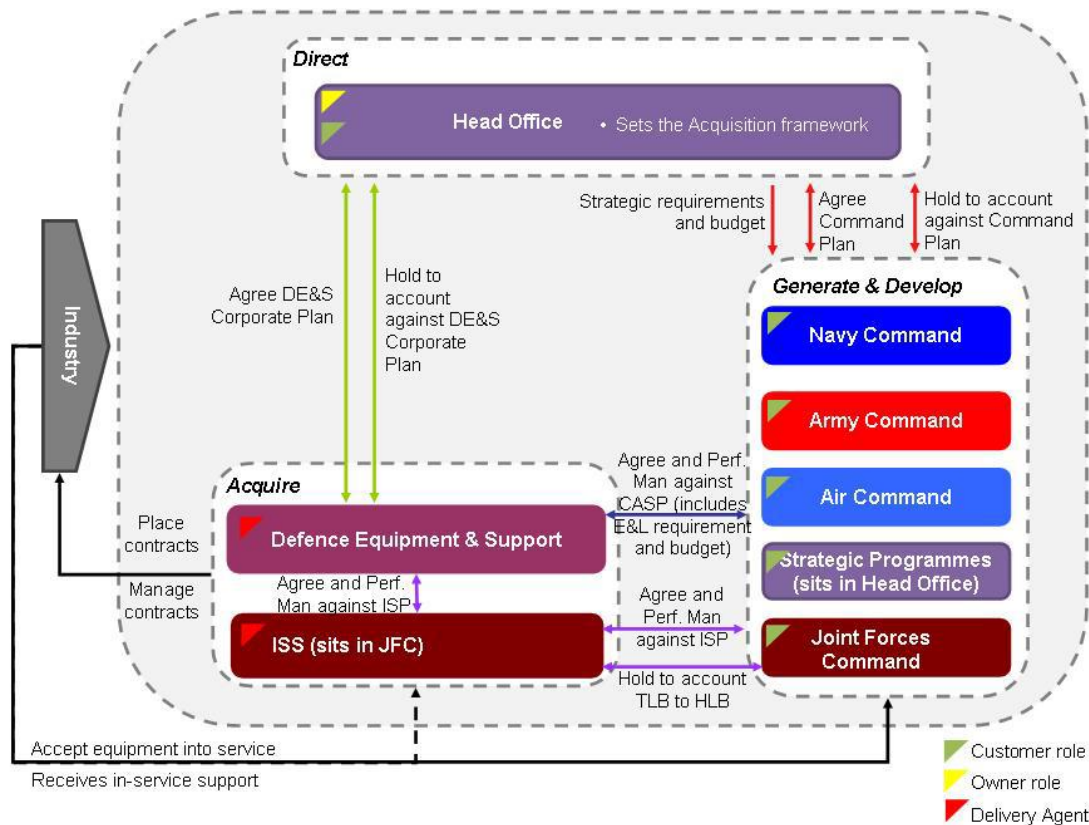 Direct
Head Office
• Sets the Acquisition framework
Strategic requirements
and budget
Agree
Command
Plan
Hold to account
against Command
Plan
Industry
Agree DE&S
Corporate Plan
Hold to
account
against DE&S
Corporate
Plan
Generate & Develop
Navy Command
Army Command
Air Command
Strategic Programmes
(sits in Head Office)
Joint Forces
Command
Acquire
Defence Equipment & Support
Agree and Perf.
Man against ISP
ISS (sits in JFC)
Agree and Perf.
Man against
CASP (includes
E&L requirement
and budget)
Agree and
Perf. Man
against ISP
Hold to account
TLB to HLB
Place
contracts
Manage
contracts
Accept equipment into service
Receives in-service support
Customer role
Owner role
Delivery Agent